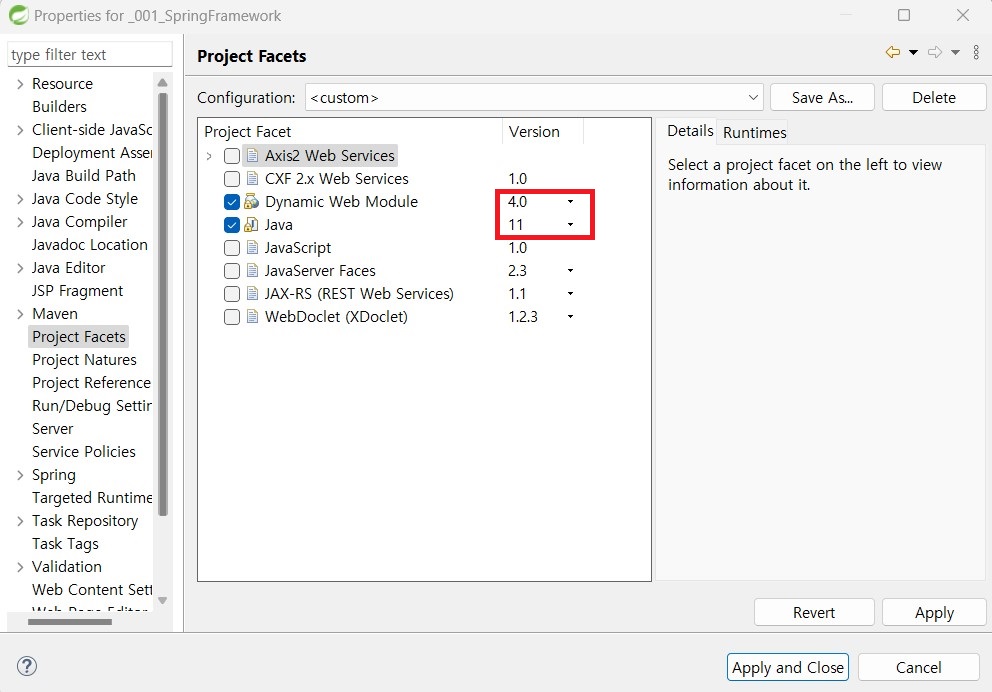 Properties for _001_SpringFramework
type filter text
Resource
Builders
Client-side JavaSc
Deployment Asse
Java Build Path
Java Code Style
Java Compiler
Javadoc Location
Java Editor
JSP Fragment
Maven
Project Facets
Project Natures
Project Reference
Run/Debug Settin
Server
Service Policies
Spring
Targeted Runtime
Task Repository
Task Tags
Validation
Web Content Sett
Web Page Editor
Project Facets
Configuration: <custom> Save As... Delete
Project Facet Version
Axis2 Web Services
CXF 2.x Web Services 1.0
Dynamic Web Module 4.0
Java 11
JavaScript 1.0
JavaServer Faces 2.3
JAX-RS (REST Web Services) 1.1
WebDoclet (XDoclet) 1.2.3
Details Runtimes
Select a project facet on the left to view
information about it.
Revert Apply
? Apply and Close Cancel